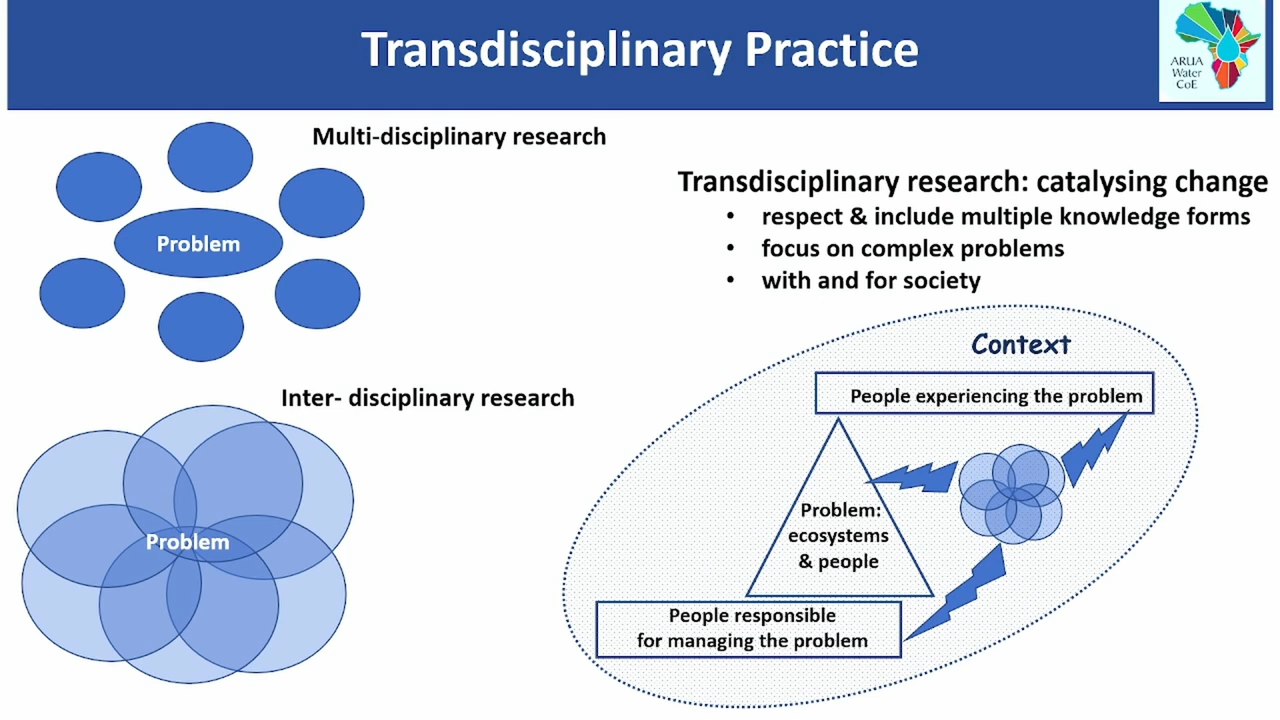 Transdisciplinary Practice
ARUA
Water
CoE
Multi-disciplinary research
Problem
Inter- disciplinary research
Problem
Transdisciplinary research: catalysing change
• respect & include multiple knowledge forms
• focus on complex problems
• with and for society
Context
People experiencing the problem
Problem:
ecosystems
& people
People responsible
for managing the problem